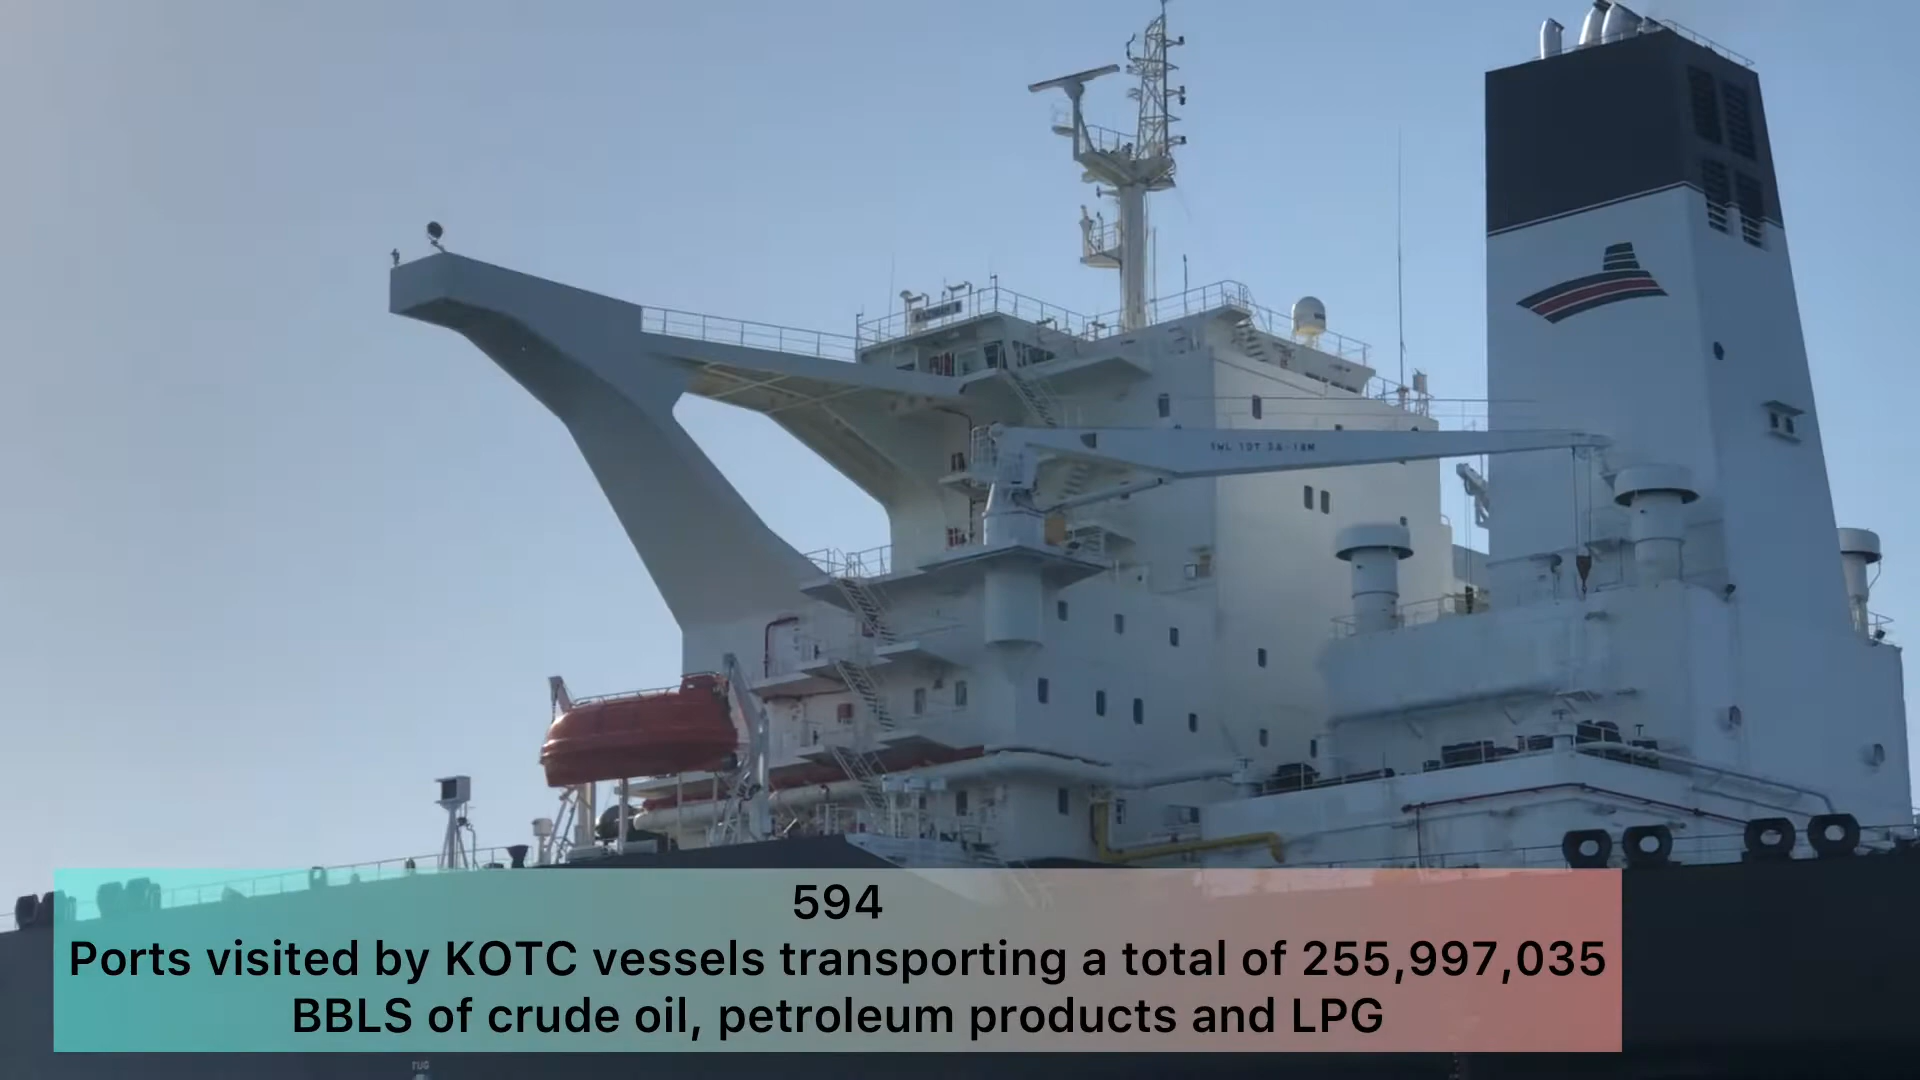 594
Ports visited by KOTC vessels transporting a total of 255,997,035
BBLS of crude oil, petroleum products and LPG
TUG